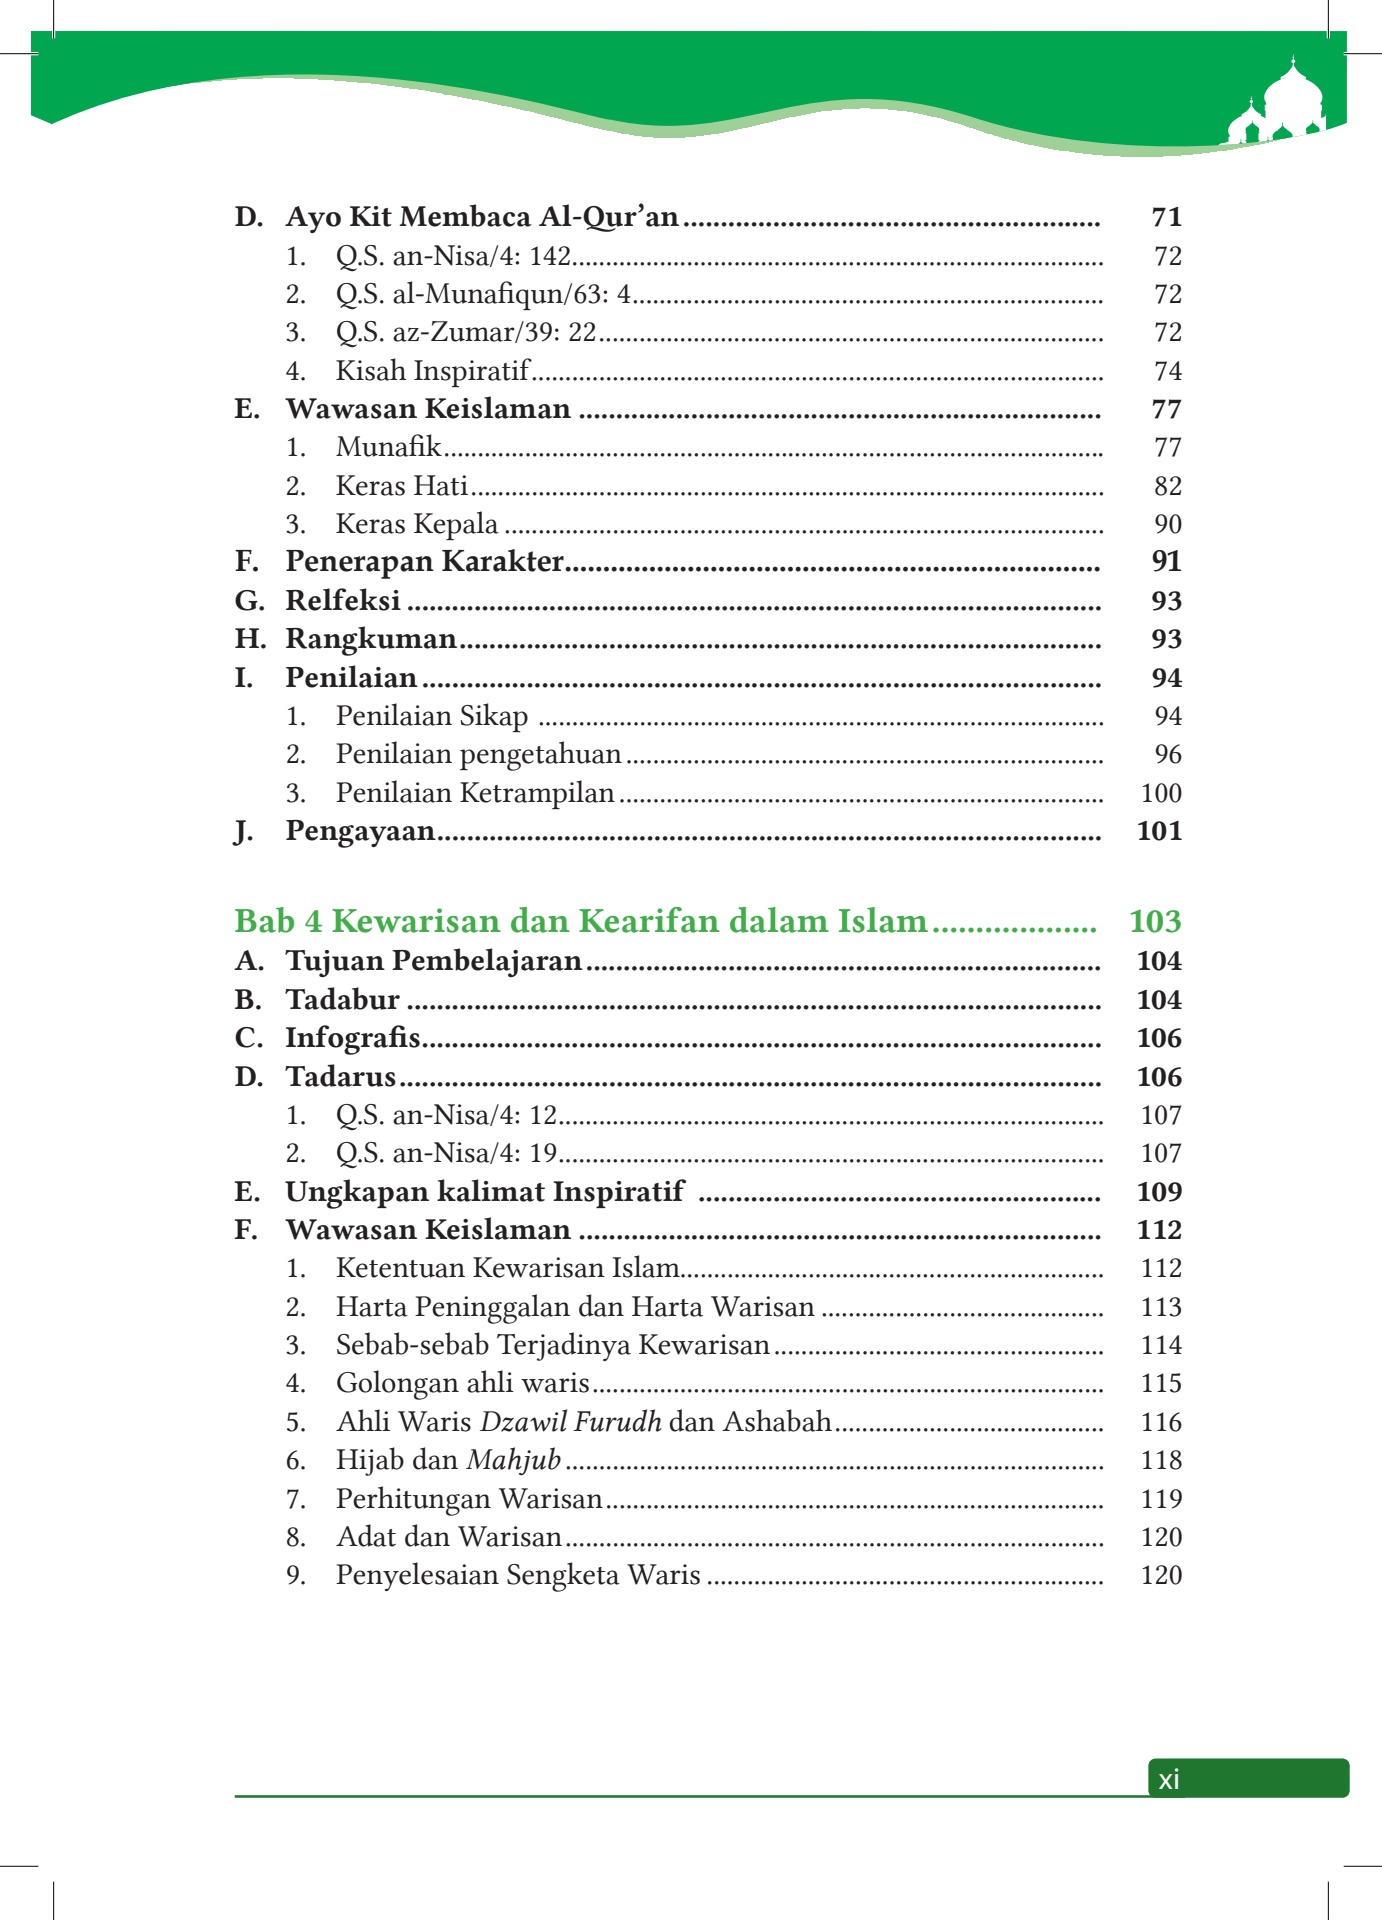 D. Ayo Kit Membaca Al-Qur’an........................................................ 71
1. Q.S. an-Nisa/4: 142............................................................................... 72
2. Q.S. al-Munafiqun/63: 4...................................................................... 72
3. Q.S. az-Zumar/39: 22........................................................................... 72
4. Kisah Inspiratif..................................................................................... 74
E. Wawasan Keislaman ...................................................................... 77
1. Munafik.................................................................................................. 77
2. Keras Hati.............................................................................................. 82
3. Keras Kepala ......................................................................................... 90
F. Penerapan Karakter........................................................................ 91
G. Relfeksi ............................................................................................. 93
H. Rangkuman...................................................................................... 93
I. Penilaian ........................................................................................... 94
1. Penilaian Sikap .................................................................................... 94
2. Penilaian pengetahuan ....................................................................... 96
3. Penilaian Ketrampilan ........................................................................ 100
J. Pengayaan......................................................................................... 101
Bab 4 Kewarisan dan Kearifan dalam Islam ................... 103
A. Tujuan Pembelajaran ..................................................................... 104
B. Tadabur ............................................................................................. 104
C. Infografis........................................................................................... 106
D. Tadarus.............................................................................................. 106
1. Q.S. an-Nisa/4: 12................................................................................. 107
2. Q.S. an-Nisa/4: 19................................................................................. 107
E. Ungkapan kalimat Inspiratif ...................................................... 109
F. Wawasan Keislaman ...................................................................... 112
1. Ketentuan Kewarisan Islam............................................................... 112
2. Harta Peninggalan dan Harta Warisan .......................................... 113
3. Sebab-sebab Terjadinya Kewarisan ................................................. 114
4. Golongan ahli waris............................................................................ 115
5. Ahli Waris Dzawil Furudh dan Ashabah ........................................ 116
6. Hijab dan Mahjub ................................................................................ 118
7. Perhitungan Warisan.......................................................................... 119
8. Adat dan Warisan................................................................................ 120
9. Penyelesaian Sengketa Waris ........................................................... 120
xi